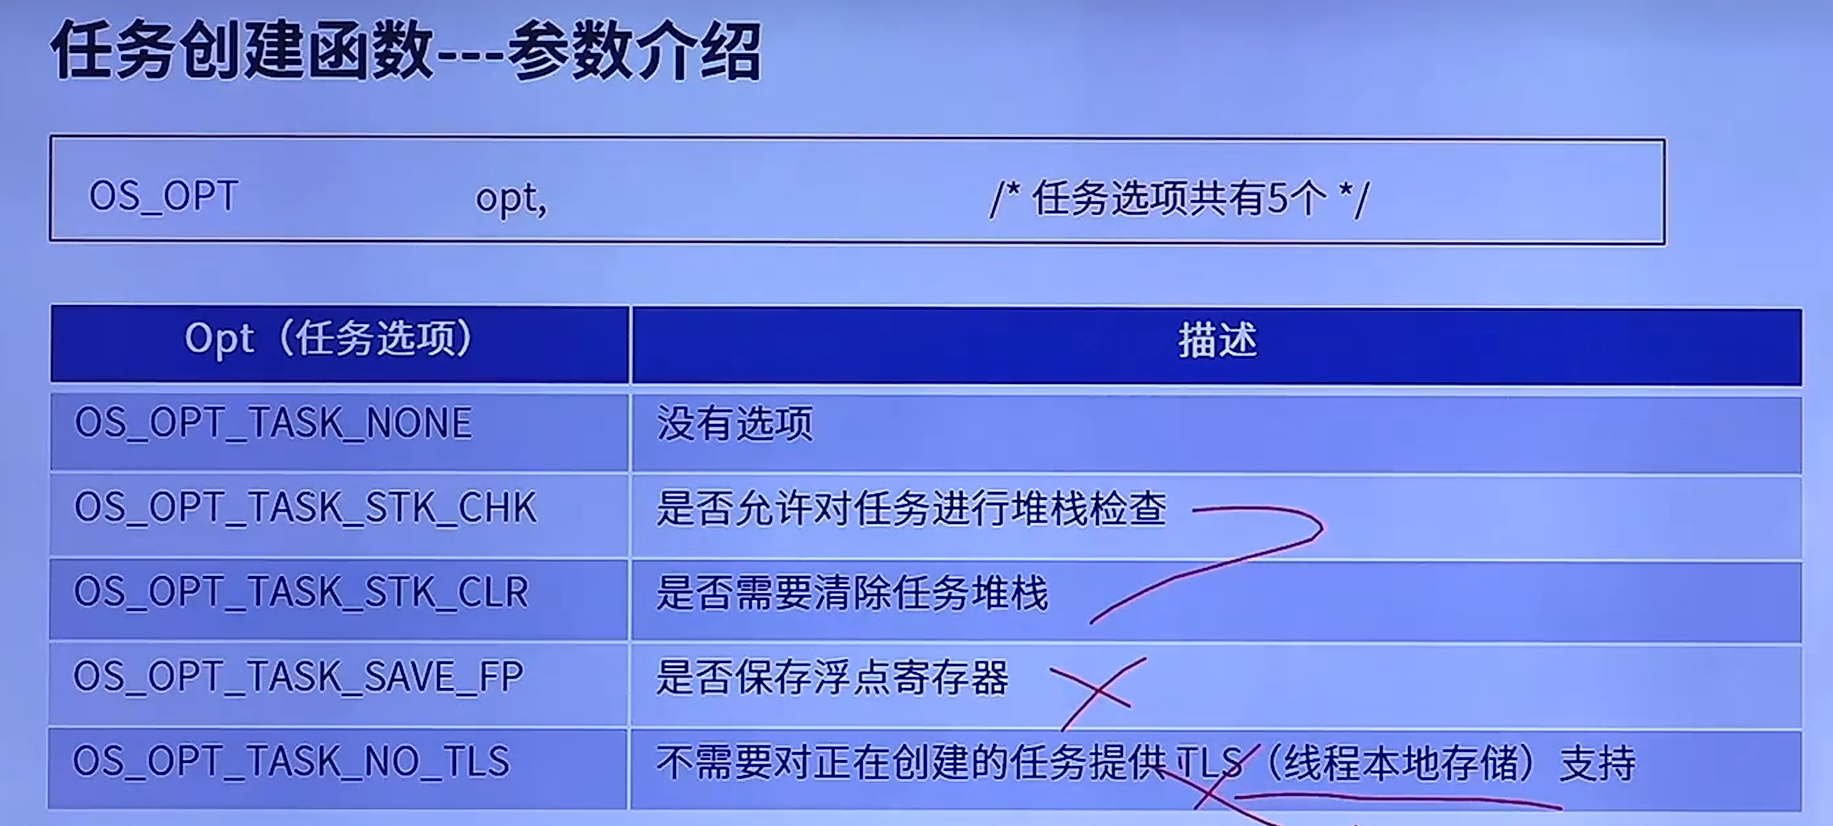 任务创建函数---参数介绍
OS_OPT opt, /* 任务选项共有5个 */
Opt（任务选项） 描述
OS_OPT_TASK_NONE 没有选项
OS_OPT_TASK_STK_CHK 是否允许对任务进行堆栈检查
OS_OPT_TASK_STK_CLR 是否需要清除任务堆栈
OS_OPT_TASK_SAVE_FP 是否保存浮点寄存器
OS_OPT_TASK_NO_TLS 不需要对正在创建的任务提供 TLS（线程本地存储）支持